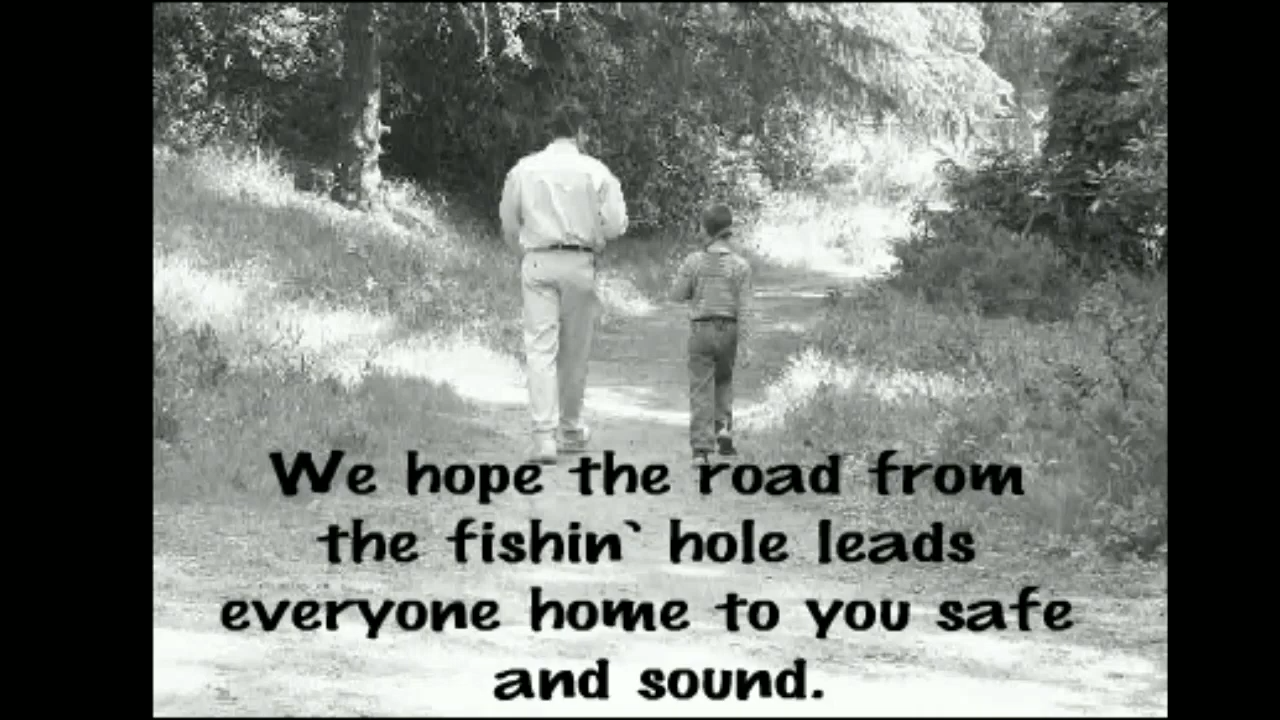 We hope the road from
the fishin` hole leads
everyone home to you safe
and sound.